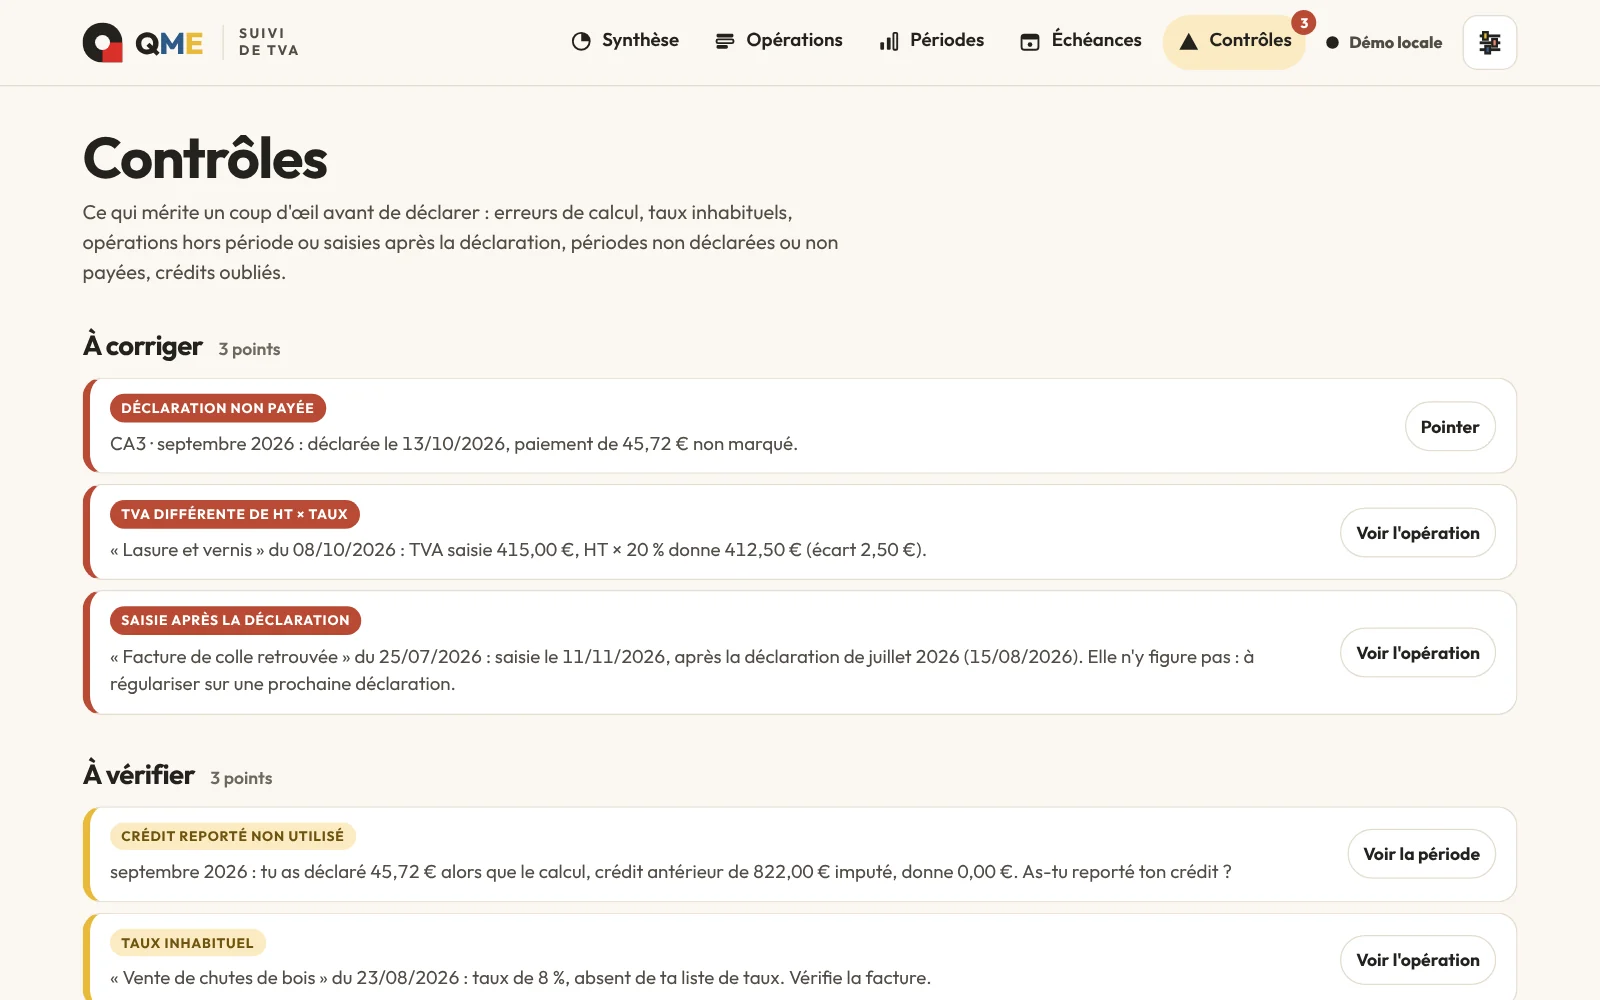 QME
SUIVI
DE TVA
Synthèse
Opérations
Périodes
Échéances
Contrôles
3
Démo locale
Contrôles
Ce qui mérite un coup d'œil avant de déclarer : erreurs de calcul, taux inhabituels,
opérations hors période ou saisies après la déclaration, périodes non déclarées ou non
payées, crédits oubliés.
À corriger
3 points
DÉCLARATION NON PAYÉE
CA3 · septembre 2026 : déclarée le 13/10/2026, paiement de 45,72 € non marqué.
Pointer
TVA DIFFÉRENTE DE HT × TAUX
« Lasure et vernis » du 08/10/2026 : TVA saisie 415,00 €, HT × 20 % donne 412,50 € (écart 2,50 €).
Voir l'opération
SAISIE APRÈS LA DÉCLARATION
« Facture de colle retrouvée » du 25/07/2026 : saisie le 11/11/2026, après la déclaration de juillet 2026 (15/08/2026). Elle n'y figure pas : à
régulariser sur une prochaine déclaration.
Voir l'opération
À vérifier
3 points
CRÉDIT REPORTÉ NON UTILISÉ
septembre 2026 : tu as déclaré 45,72 € alors que le calcul, crédit antérieur de 822,00 € imputé, donne 0,00 €. As-tu reporté ton crédit ?
Voir la période
TAUX INHABITUEL
« Vente de chutes de bois » du 23/08/2026 : taux de 8 %, absent de ta liste de taux. Vérifie la facture.
Voir l'opération